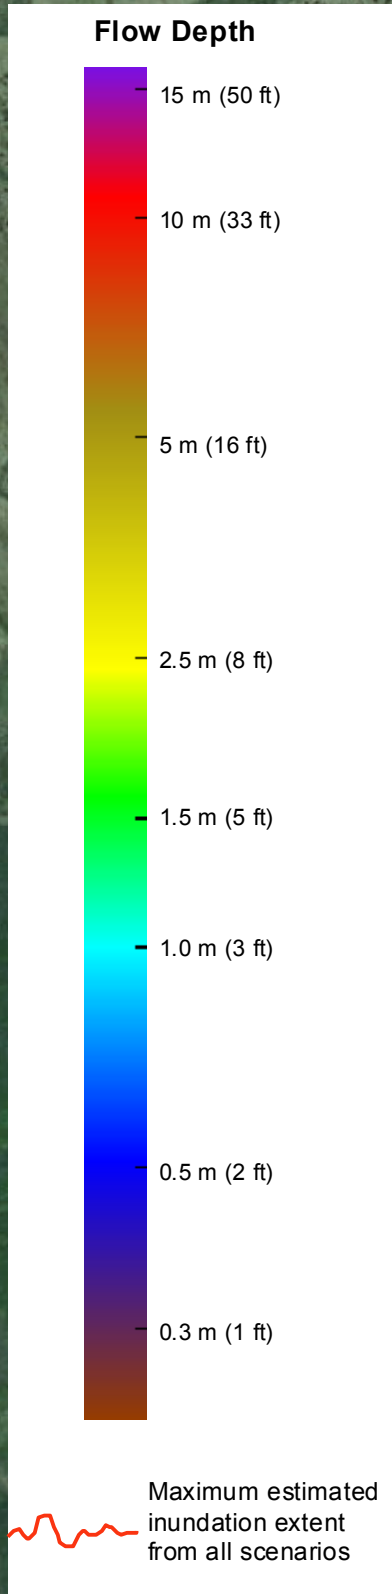 Flow Depth
15 m (50 ft)
10 m (33 ft)
5 m (16 ft)
2.5 m (8 ft)
1.5 m (5 ft)
1.0 m (3 ft)
0.5 m (2 ft)
0.3 m (1 ft)
Maximum estimated
inundation extent
from all scenarios